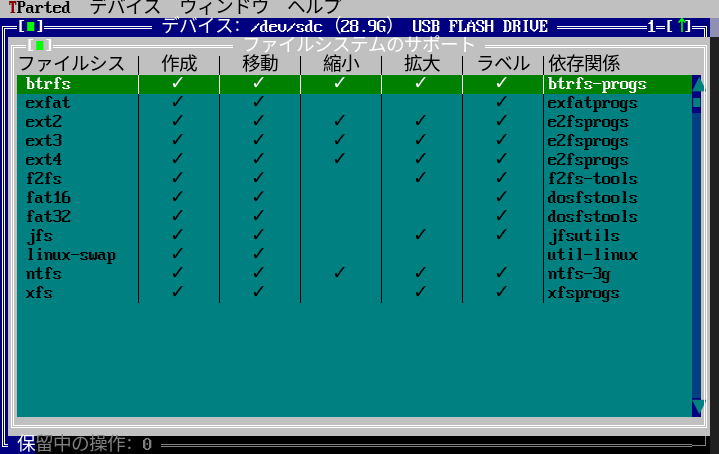 TParted デバイス ウィンドウ ヘルプ
デバイス: /dev/sdc (28.9G) USB FLASH DRIVE 1
ファイルシステムのサポート
ファイルシス 作成 移動 縮小 拡大 ラベル 依存関係
btrfs ✓ ✓ ✓ ✓ ✓ btrfs-progs
exfat ✓ ✓ ✓ exfatprogs
ext2 ✓ ✓ ✓ ✓ ✓ e2fsprogs
ext3 ✓ ✓ ✓ ✓ ✓ e2fsprogs
ext4 ✓ ✓ ✓ ✓ ✓ e2fsprogs
f2fs ✓ ✓ ✓ ✓ f2fs-tools
fat16 ✓ ✓ ✓ dosfstools
fat32 ✓ ✓ ✓ dosfstools
jfs ✓ ✓ ✓ ✓ jfsutils
linux-swap ✓ ✓ util-linux
ntfs ✓ ✓ ✓ ✓ ✓ ntfs-3g
xfs ✓ ✓ ✓ ✓ xfsprogs
保留中の操作: 0